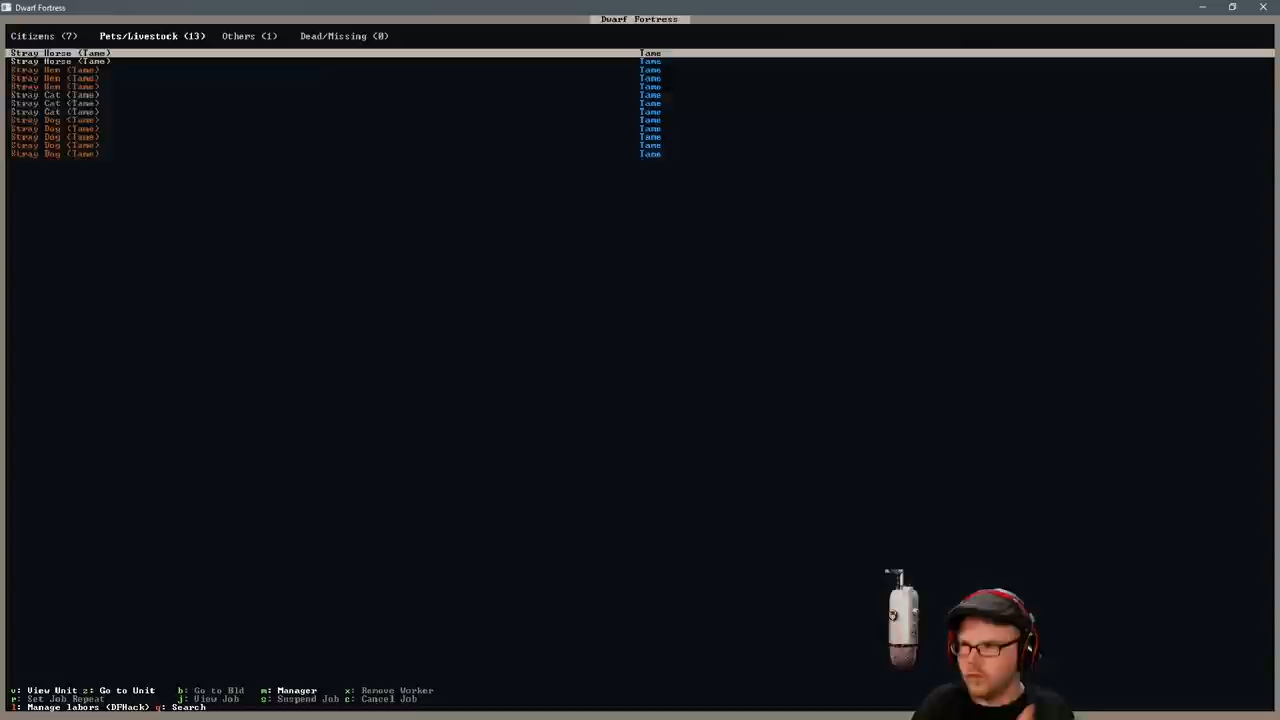 Dwarf Fortress
Dwarf Fortress
Citizens (7) Pets/Livestock (13) Others (1) Dead/Missing (0)
Stray Horse (Tame) Tame
Stray Horse (Tame) Tame
Stray Hen (Tame) Tame
Stray Hen (Tame) Tame
Stray Hen (Tame) Tame
Stray Cat (Tame) Tame
Stray Cat (Tame) Tame
Stray Cat (Tame) Tame
Stray Dog (Tame) Tame
Stray Dog (Tame) Tame
Stray Dog (Tame) Tame
Stray Dog (Tame) Tame
Stray Dog (Tame) Tame
v: View Unit z: Go to Unit b: Go to Bld m: Manager x: Remove Worker
r: Set Job Repeat j: View Job s: Suspend Job c: Cancel Job
l: Manage labors (DFHack) q: Search